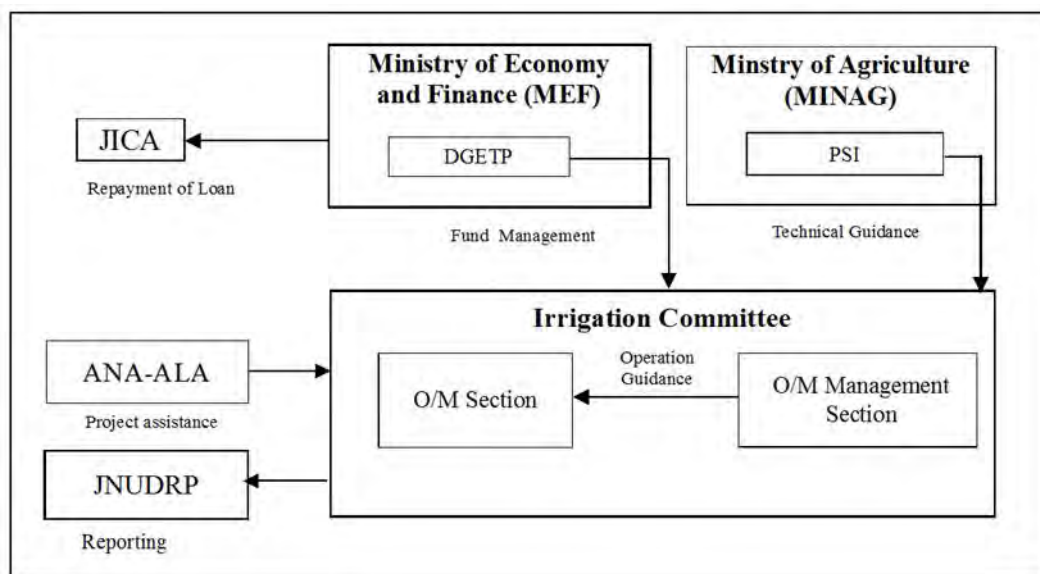 Ministry of Economy
and Finance (MEF)
DGETP
Minstry of Agriculture
(MINAG)
PSI
JICA
Repayment of Loan
Fund Management
Technical Guidance
Irrigation Committee
ANA-ALA
Project assistance
O/M Section
Operation
Guidance
O/M Management
Section
JNUDRP
Reporting